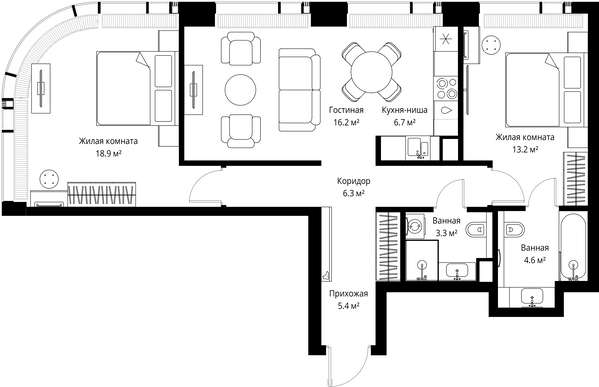 Гостиная
16.2 м²
Кухня-ниша
6.7 м²
Жилая комната
18.9 м²
Жилая комната
13.2 м²
Коридор
6.3 м²
Ванная
3.3 м²
Ванная
4.6 м²
Прихожая
5.4 м²